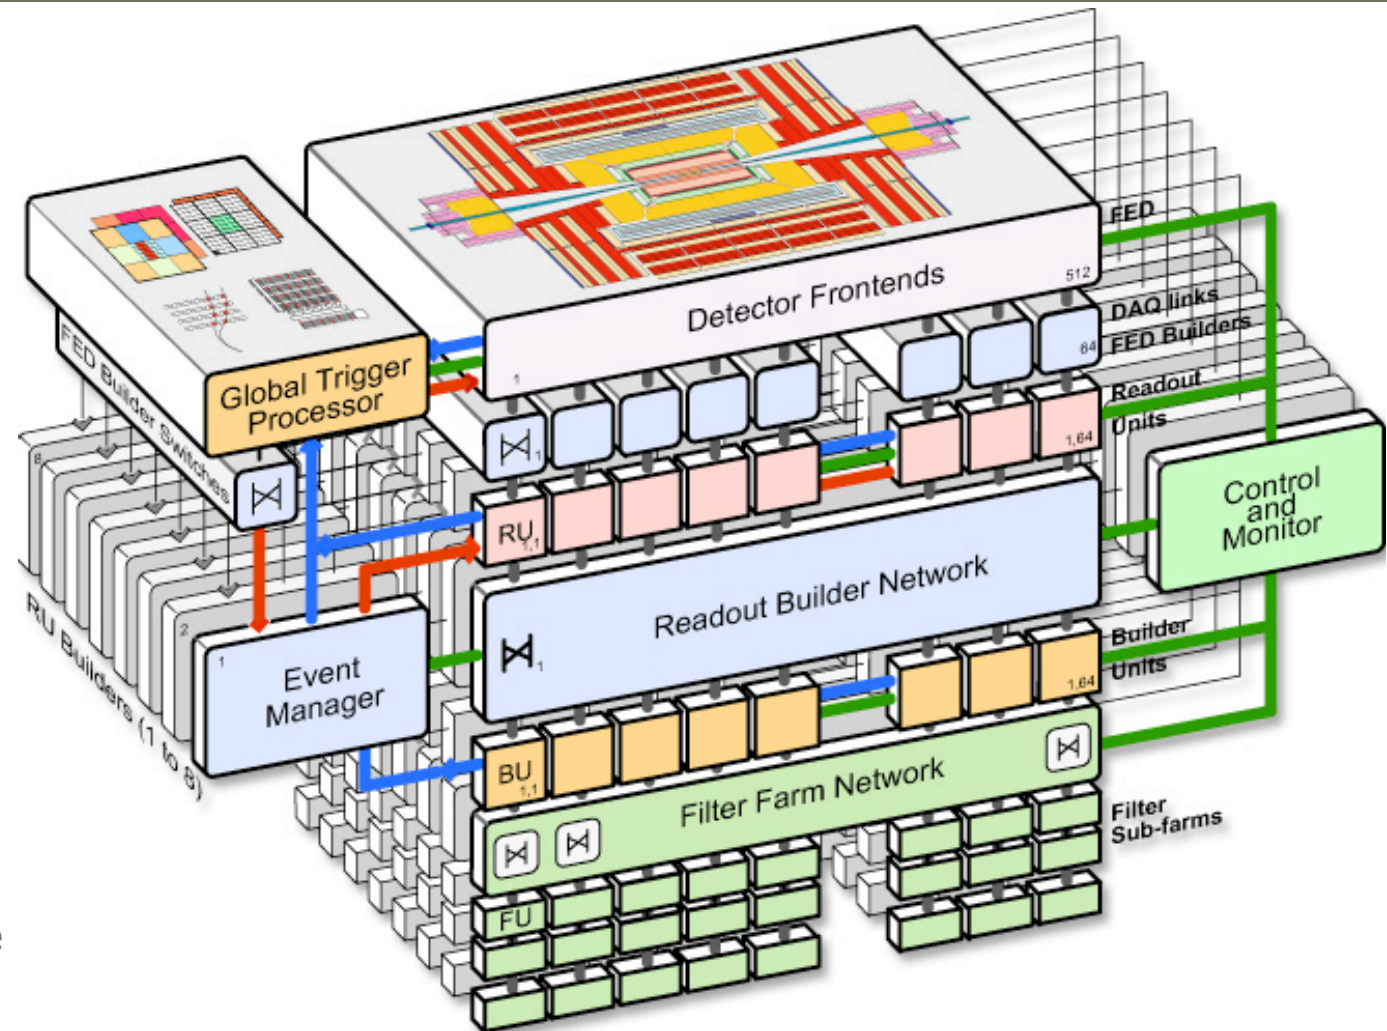 FED
Detector Frontends
512
1
DAQ links
FED Builders
64
1
Global Trigger
Processor
FED Builder Switches
Readout
Units
1,64
RU
1,1
Control
and
Monitor
Readout Builder Network
1
8
2
1
Event
Manager
RU Builders (1 to 8)
Builder
Units
1,64
BU
1,1
Filter Farm Network
Filter
Sub-farms
FU
e